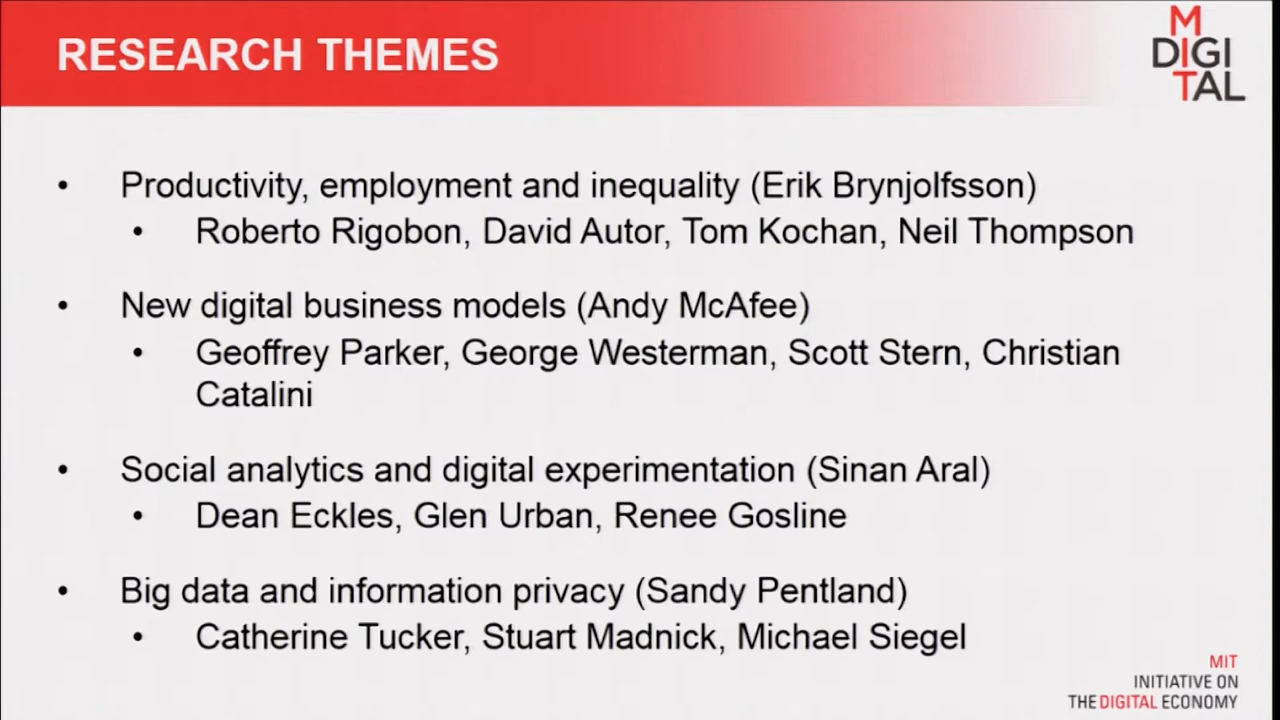 RESEARCH THEMES
M
DIGI
TAL
• Productivity, employment and inequality (Erik Brynjolfsson)
• Roberto Rigobon, David Autor, Tom Kochan, Neil Thompson
• New digital business models (Andy McAfee)
• Geoffrey Parker, George Westerman, Scott Stern, Christian
Catalini
• Social analytics and digital experimentation (Sinan Aral)
• Dean Eckles, Glen Urban, Renee Gosline
• Big data and information privacy (Sandy Pentland)
• Catherine Tucker, Stuart Madnick, Michael Siegel
MIT
INITIATIVE ON
THE DIGITAL ECONOMY